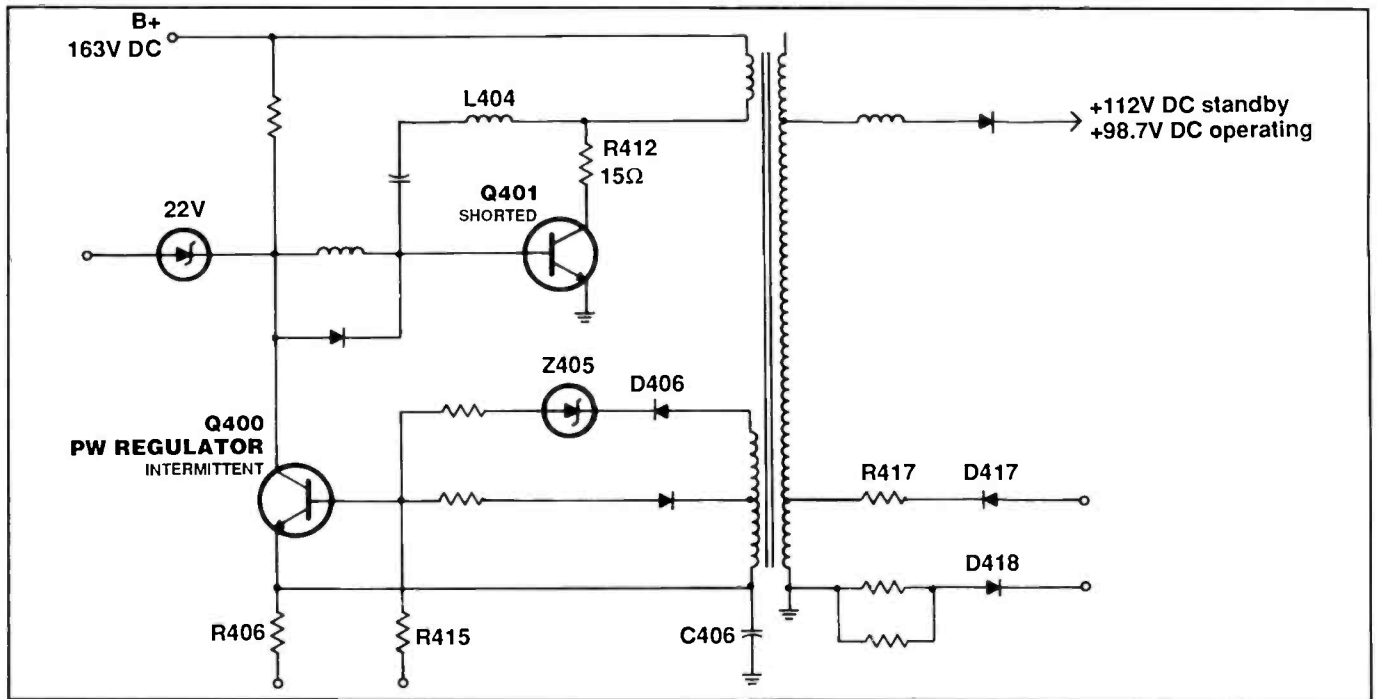 B+
163V DC
L404
+112V DC standby
+98.7V DC operating
R412
15Ω
Q401
SHORTED
22V
Z405
D406
Q400
PW REGULATOR
INTERMITTENT
R417
D417
D418
R406
R415
C406